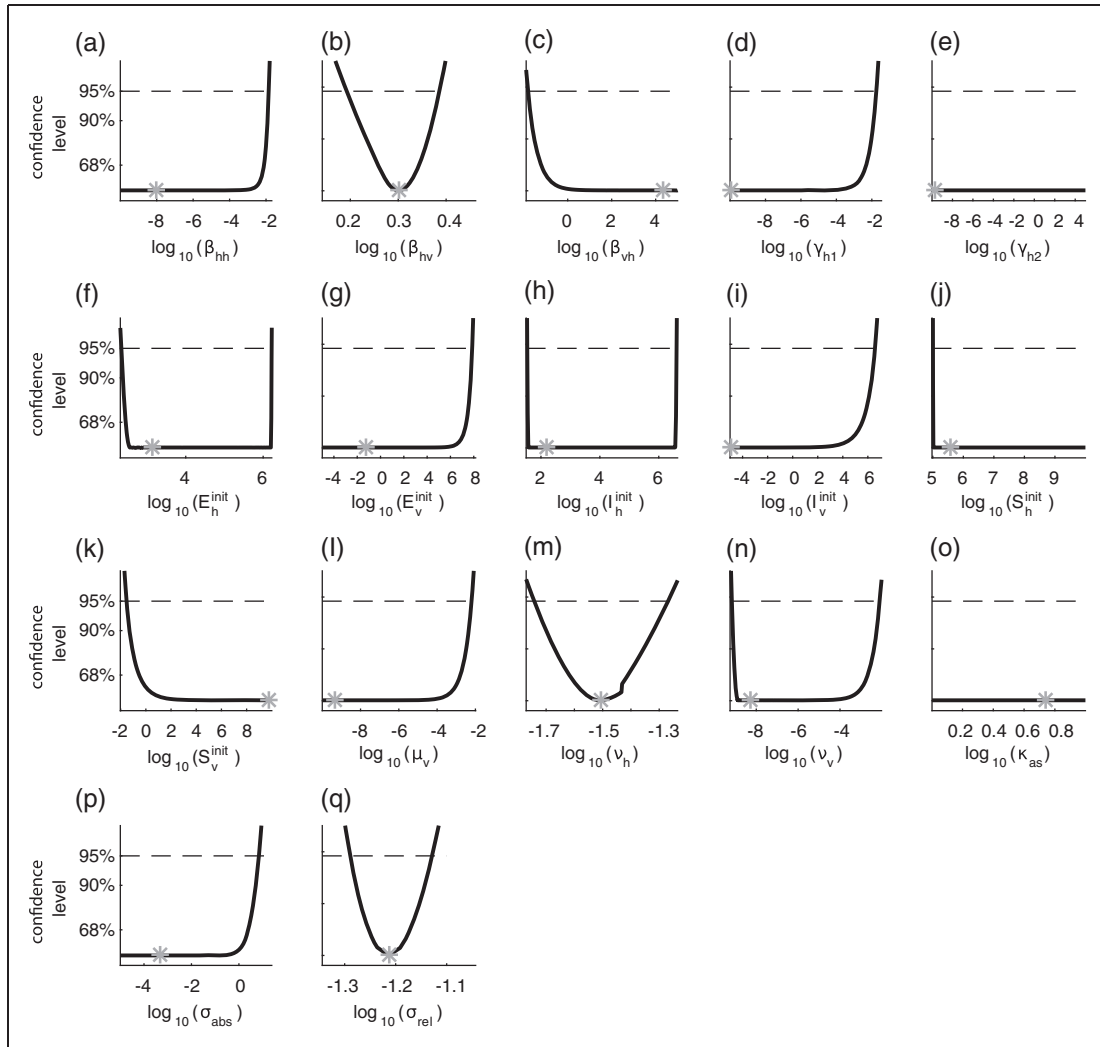 (a) (b) (c) (d) (e)
confidence level
95%
90%
68%
-8 -6 -4 -2 0.2 0.3 0.4 0 2 4 -8 -6 -4 -2 -8 -6 -4 -2 0 2 4
log10(βhh) log10(βhv) log10(βvh) log10(γh1) log10(γh2)
(f) (g) (h) (i) (j)
confidence level
95%
90%
68%
4 6 -4 -2 0 2 4 6 8 2 4 6 -4 -2 0 2 4 6 5 6 7 8 9
log10(Ehinit) log10(Evinit) log10(Ihinit) log10(Ivinit) log10(Shinit)
(k) (l) (m) (n) (o)
confidence level
95%
90%
68%
-2 0 2 4 6 8 -8 -6 -4 -2 -1.7 -1.5 -1.3 -8 -6 -4 0.2 0.4 0.6 0.8
log10(Svinit) log10(μv) log10(νh) log10(νv) log10(κas)
(p) (q)
confidence level
95%
90%
68%
-4 -2 0 -1.3 -1.2 -1.1
log10(σabs) log10(σrel)